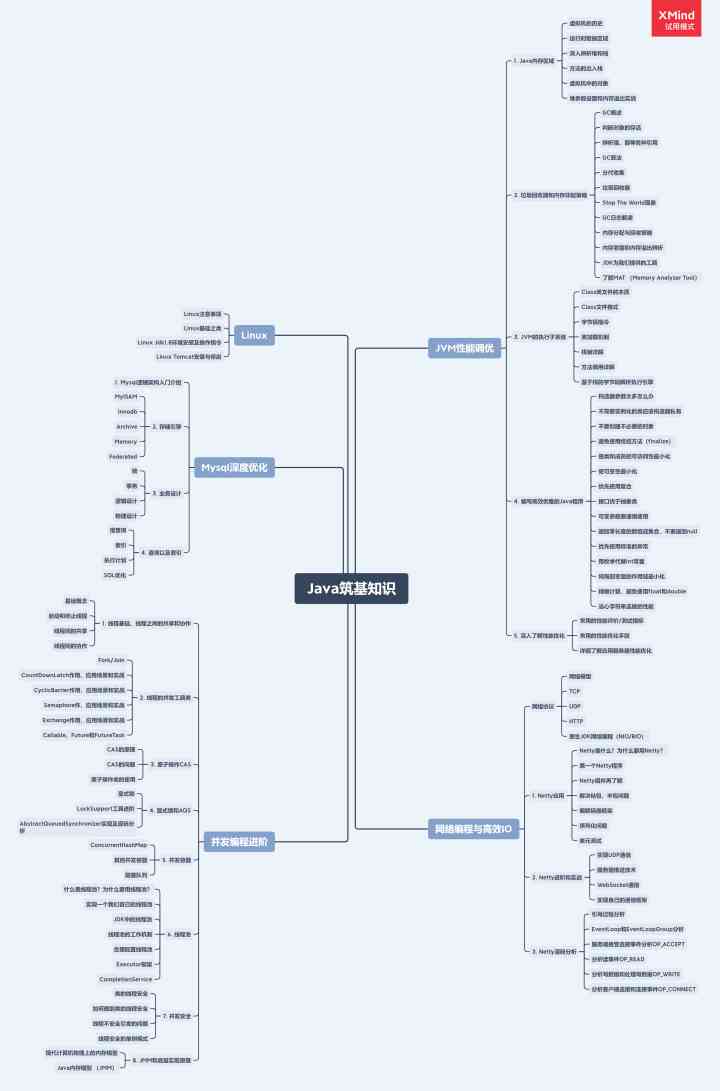 XMind
试用模式
Java筑基知识
JVM性能调优
1. Java内存区域
虚拟机的历史
运行时数据区域
深入辨析堆和栈
方法的出入栈
虚拟机中的对象
堆参数设置和内存溢出实战
2. 垃圾回收器和内存分配策略
GC概述
判断对象的存活
辨析强、弱等各种引用
GC算法
分代收集
垃圾回收器
Stop The World现象
GC日志解读
内存分配与回收策略
内存泄漏和内存溢出辨析
JDK为我们提供的工具
了解MAT （Memory Analyzer Tool）
3. JVM的执行子系统
Class类文件的本质
Class文件格式
字节码指令
类加载机制
栈帧详解
方法调用详解
基于栈的字节码解释执行引擎
4. 编写高效优雅的Java程序
构造器参数太多怎么办
不需要实例化的类应该构造器私有
不要创建不必要的对象
避免使用终结方法（finalize）
使类和成员的可访问性最小化
使可变性最小化
优先使用复合
接口优于抽象类
可变参数要谨慎使用
返回零长度的数组或集合，不要返回null
优先使用标准的异常
用枚举代替int常量
将局部变量的作用域最小化
精确计算，避免使用float和double
当心字符串连接的性能
5. 深入了解性能优化
常用的性能评价/测试指标
常用的性能优化手段
详细了解应用服务器性能优化
网络编程与高效IO
网络协议
网络模型
TCP
UDP
HTTP
原生JDK网络编程（NIO/BIO）
1. Netty应用
Netty是什么？为什么要用Netty?
第一个Netty程序
Netty组件再了解
解决粘包、半包问题
编解码器框架
序列化问题
单元测试
2. Netty进阶和实战
实现UDP通信
服务器推送技术
WebSocket通信
实现自己的通信框架
3. Netty源码分析
引导过程分析
EventLoop和EventLoopGroup分析
服务端接受连接事件分析OP_ACCEPT
分析读事件OP_READ
分析写数据和处理写数据OP_WRITE
分析客户端连接和连接事件OP_CONNECT
Linux
Linux注意事项
Linux基础之类
Linux Jdk1.8环境安装及操作指令
Linux Tomcat安装与停启
Mysql深度优化
1. Mysql逻辑架构入门介绍
2. 存储引擎
MyISAM
Innodb
Archive
Memory
Federated
3. 业务设计
锁
事务
逻辑设计
物理设计
4. 查询以及索引
慢查询
索引
执行计划
SQL优化
并发编程进阶
1. 线程基础、线程之间的共享和协作
基础概念
启动和终止线程
线程间的共享
线程间的协作
2. 线程的并发工具类
Fork/Join
CountDownLatch作用、应用场景和实战
CyclicBarrier作用、应用场景和实战
Semaphore作、应用场景和实战
Exchange作用、应用场景和实战
Callable、Future和FutureTask
3. 原子操作CAS
CAS的原理
CAS的问题
原子操作类的使用
4. 显式锁和AQS
显式锁
LockSupport工具进阶
AbstractQueuedSynchronizer实现及源码分
析
5. 并发容器
ConcurrentHashMap
其他并发容器
阻塞队列
6. 线程池
什么是线程池？为什么要用线程池？
实现一个我们自己的线程池
JDK中的线程池
线程池的工作机制
合理配置线程池
Executor框架
CompletionService
7. 并发安全
类的线程安全
如何做到类的线程安全
线程不安全引发的问题
线程安全的单例模式
8. JMM和底层实现原理
现代计算机物理上的内存模型
Java内存模型 （JMM）